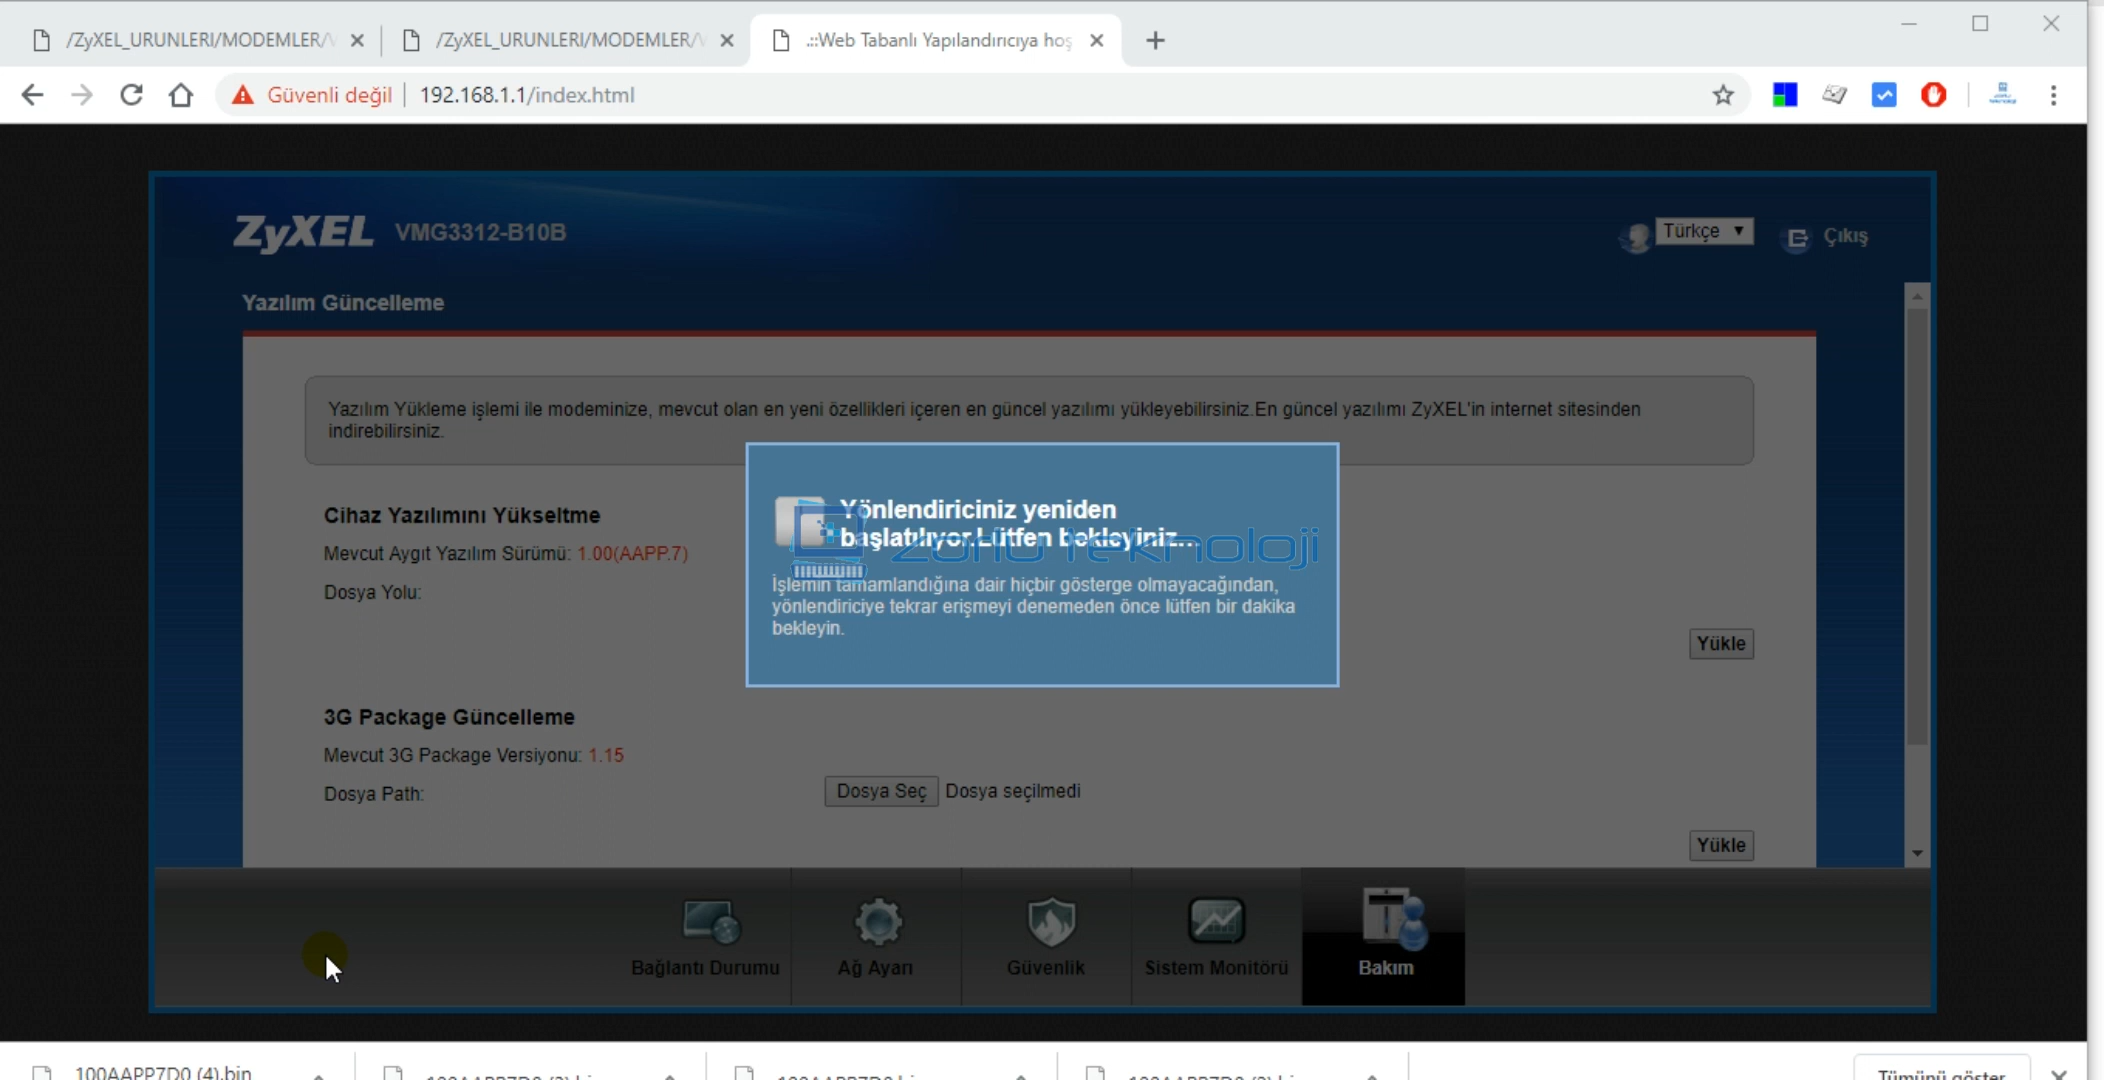 /ZyXEL_URUNLERI/MODEMLER/V
/ZyXEL_URUNLERI/MODEMLER/V
.::Web Tabanlı Yapılandırıcıya hoş
Güvenli değil
192.168.1.1/index.html
ZyXEL VMG3312-B10B
Türkçe
Çıkış
Yazılım Güncelleme
Yazılım Yükleme işlemi ile modeminize, mevcut olan en yeni özellikleri içeren en güncel yazılımı yükleyebilirsiniz.En güncel yazılımı ZyXEL'in internet sitesinden
indirebilirsiniz.
Cihaz Yazılımını Yükseltme
Mevcut Aygıt Yazılım Sürümü: 1.00(AAPP.7)
Dosya Yolu:
Yükle
Yönlendiriciniz yeniden
başlatılıyor.Lütfen bekleyiniz...
teknoloji
İşlemin tamamlandığına dair hiçbir gösterge olmayacağından,
yönlendiriciye tekrar erişmeyi denemeden önce lütfen bir dakika
bekleyin.
3G Package Güncelleme
Mevcut 3G Package Versiyonu: 1.15
Dosya Path:
Dosya Seç Dosya seçilmedi
Yükle
Bağlantı Durumu
Ağ Ayarı
Güvenlik
Sistem Monitörü
Bakım
100AAPP7D0 (4).bin
Tümünü göster